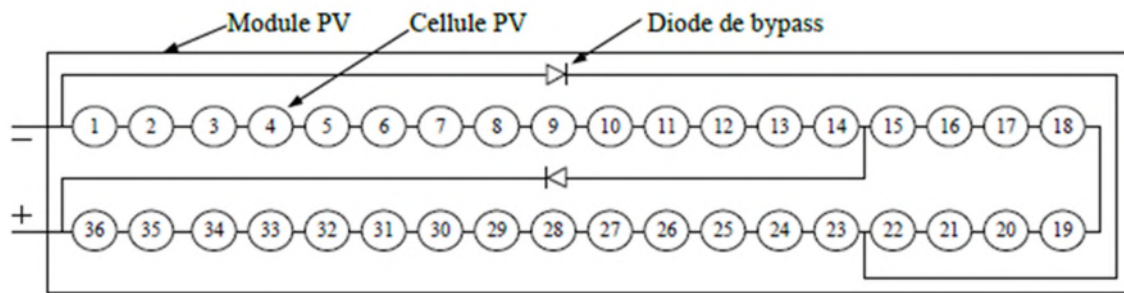 Module PV Cellule PV Diode de bypass
− 1 2 3 4 5 6 7 8 9 10 11 12 13 14 15 16 17 18
+ 36 35 34 33 32 31 30 29 28 27 26 25 24 23 22 21 20 19